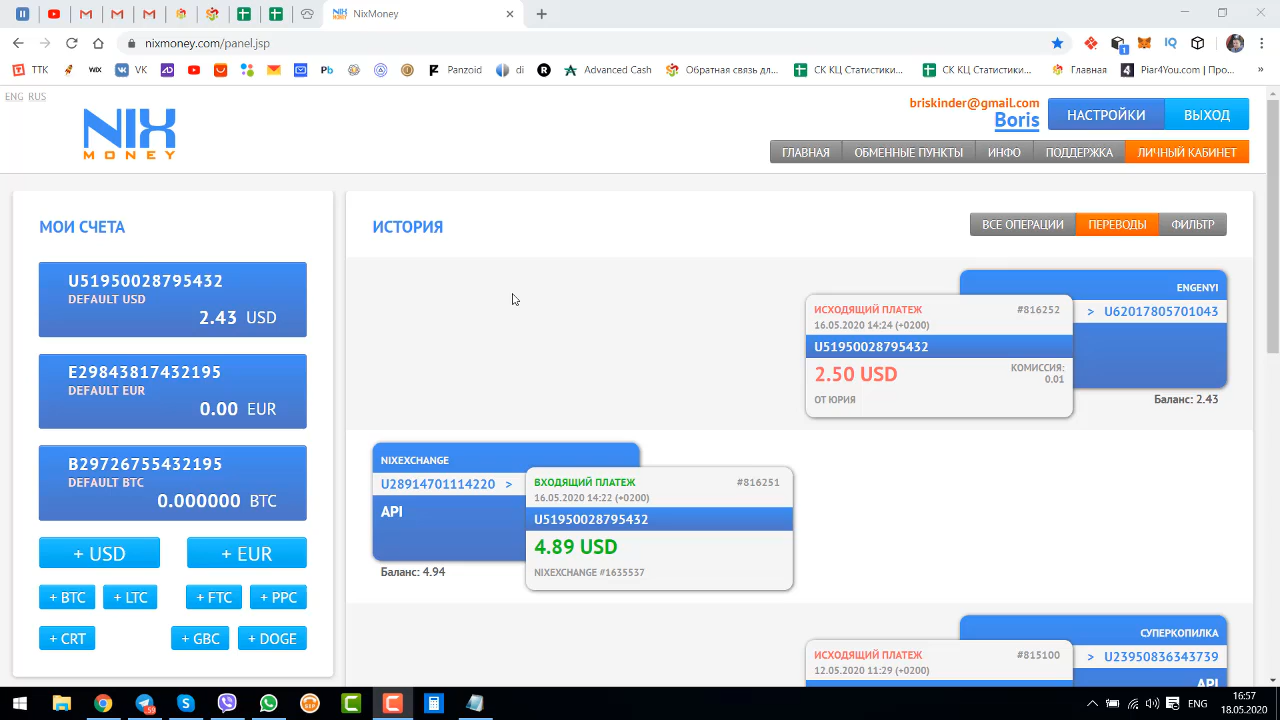 NixMoney
nixmoney.com/panel.jsp
IQ
1
ТТК
WiX
VK
Pb
Panzoid
di
R
Advanced Cash
Обратная связь дл...
СК КЦ Статистики...
СК КЦ Статистики...
Главная
4
Piar4You.com | Про...
»
ENG RUS
NIX
MONEY
briskinder@gmail.com
Boris
НАСТРОЙКИ
ВЫХОД
ГЛАВНАЯ
ОБМЕННЫЕ ПУНКТЫ
ИНФО
ПОДДЕРЖКА
ЛИЧНЫЙ КАБИНЕТ
МОИ СЧЕТА
U51950028795432
DEFAULT USD
2.43 USD
E29843817432195
DEFAULT EUR
0.00 EUR
B29726755432195
DEFAULT BTC
0.000000 BTC
+ USD
+ EUR
+ BTC
+ LTC
+ FTC
+ PPC
+ CRT
+ GBC
+ DOGE
ИСТОРИЯ
ВСЕ ОПЕРАЦИИ
ПЕРЕВОДЫ
ФИЛЬТР
ENGENYI
> U62017805701043
ИСХОДЯЩИЙ ПЛАТЕЖ #816252
16.05.2020 14:24 (+0200)
U51950028795432
2.50 USD
КОМИССИЯ:
0.01
ОТ ЮРИЯ
Баланс: 2.43
NIXEXCHANGE
U28914701114220 >
API
ВХОДЯЩИЙ ПЛАТЕЖ #816251
16.05.2020 14:22 (+0200)
U51950028795432
4.89 USD
NIXEXCHANGE #1635537
Баланс: 4.94
СУПЕРКОПИЛКА
> U23950836343739
API
ИСХОДЯЩИЙ ПЛАТЕЖ #815100
12.05.2020 11:29 (+0200)
ENG
16:57
18.05.2020